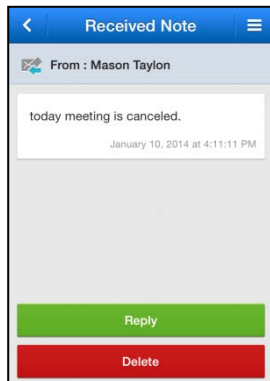 Received Note
From : Mason Taylon
today meeting is canceled.
January 10, 2014 at 4:11:11 PM
Reply
Delete